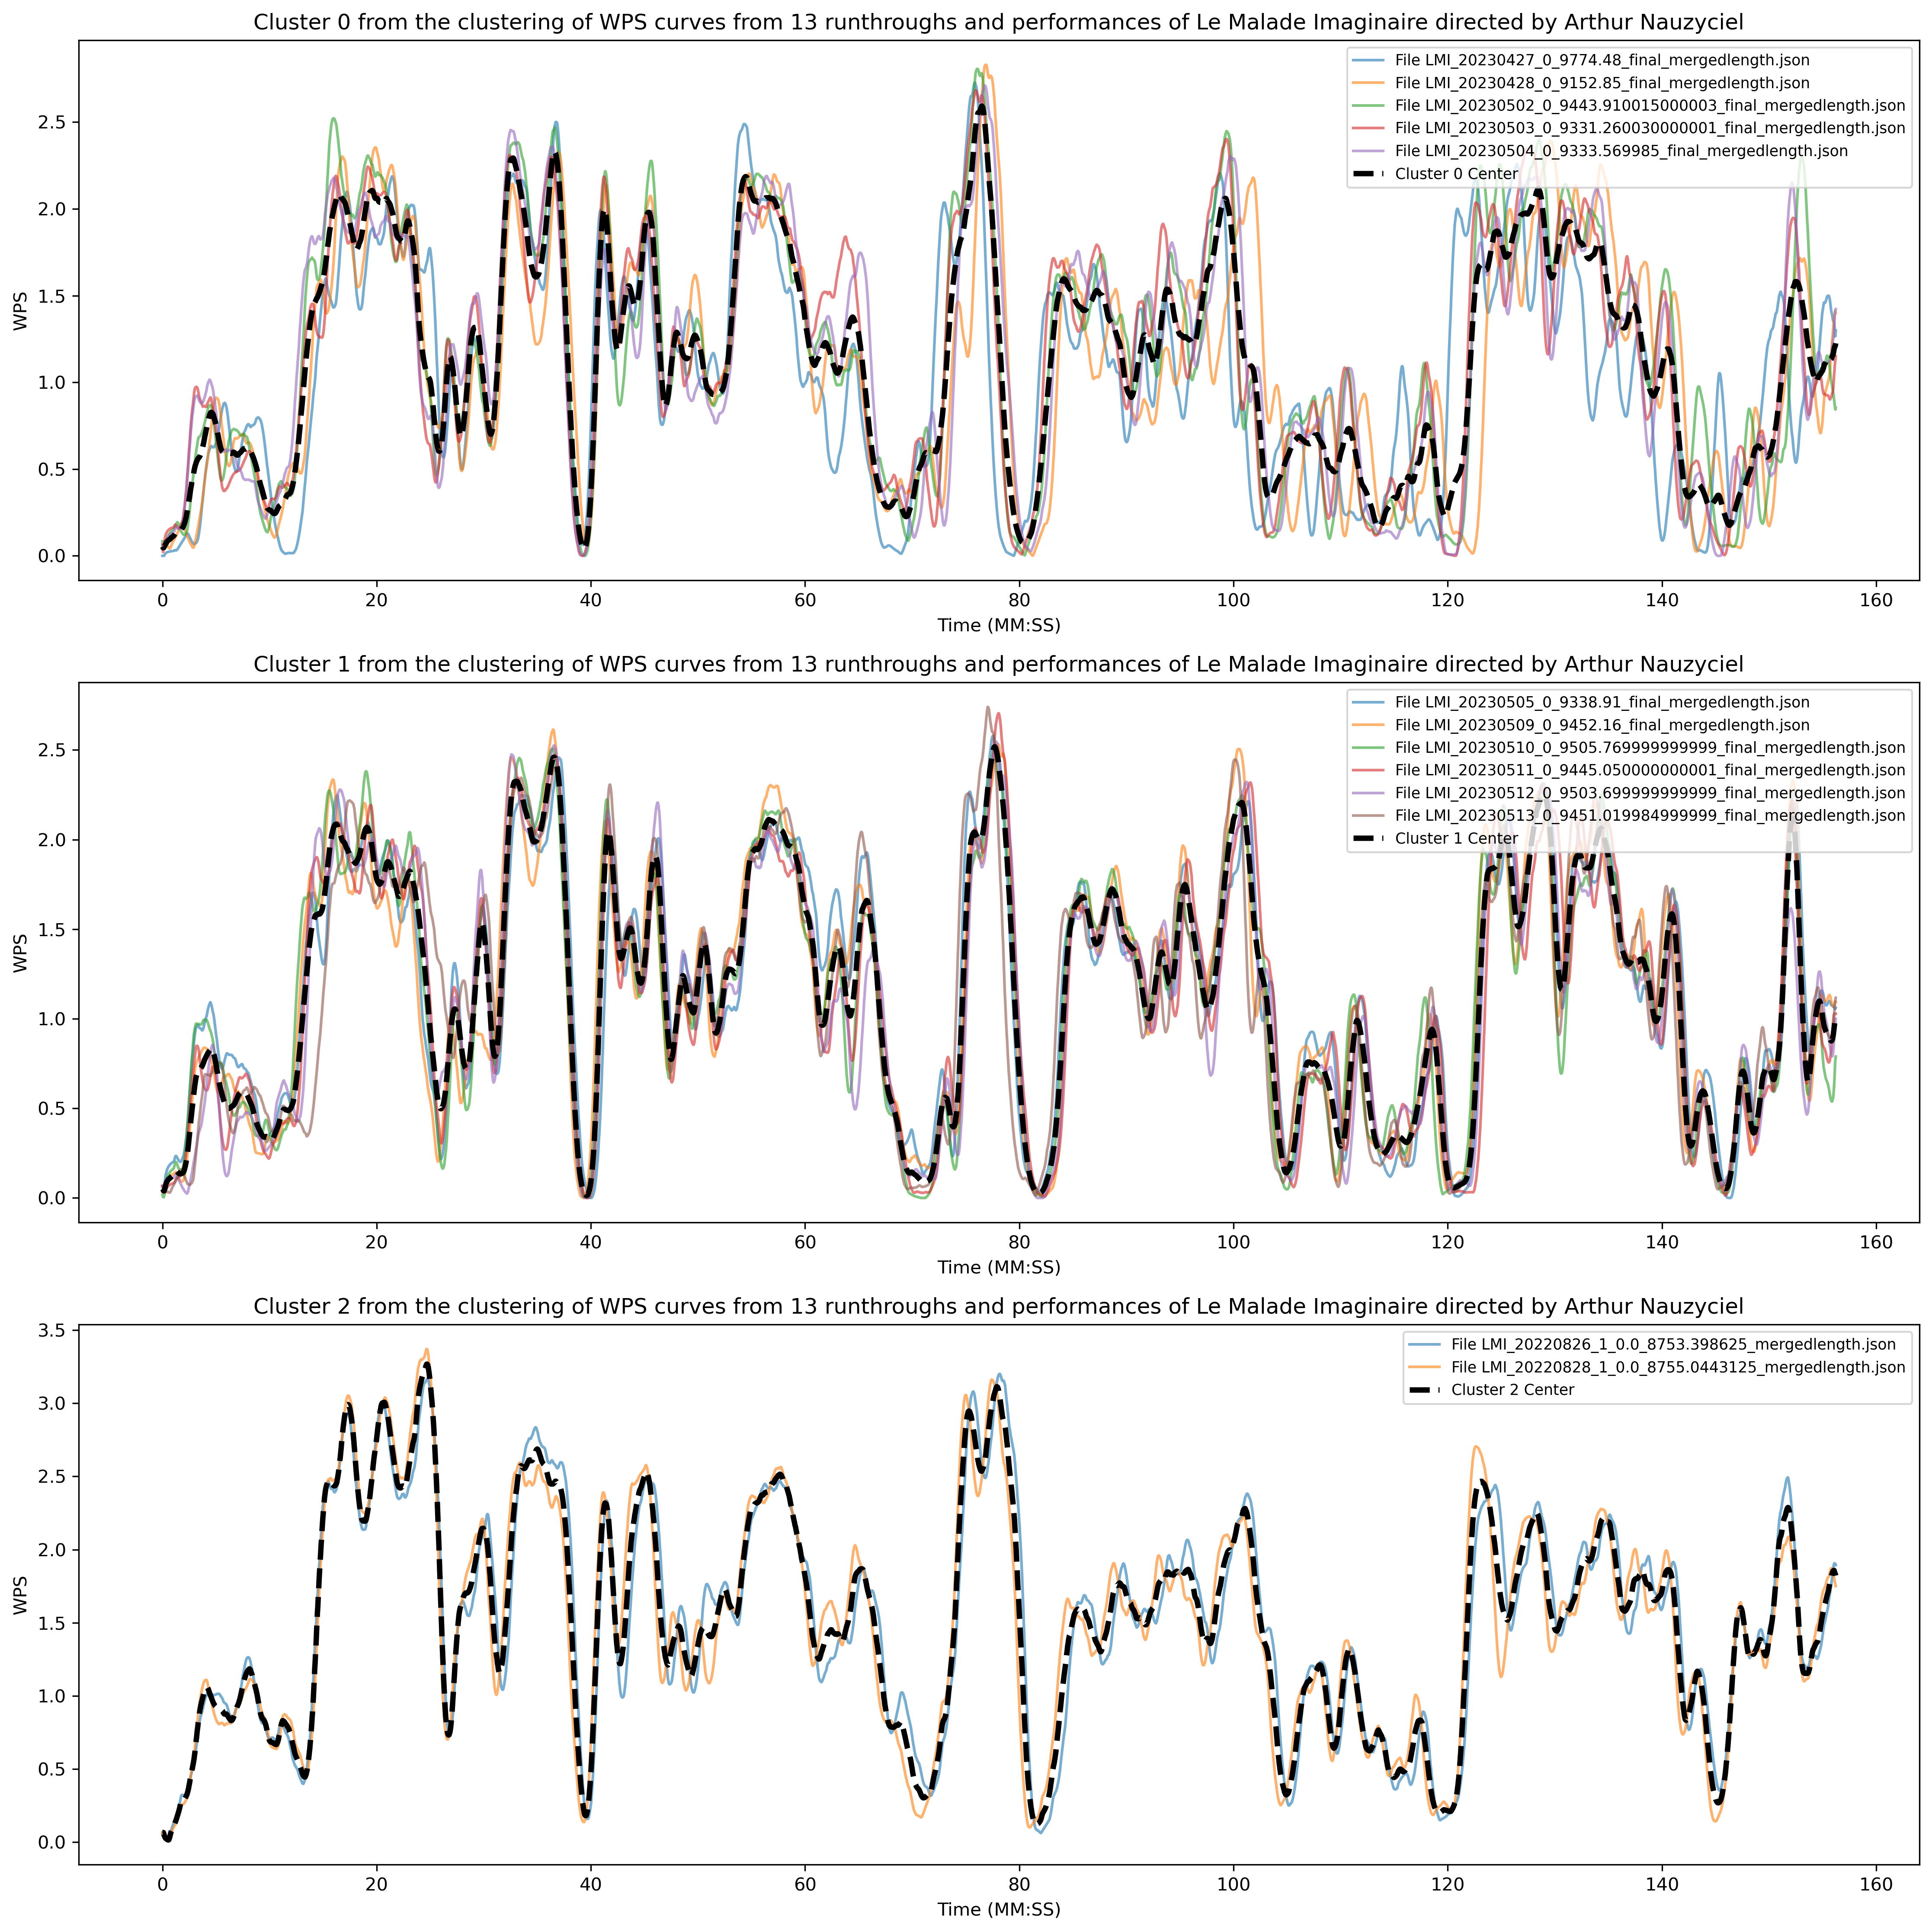 Cluster 0 from the clustering of WPS curves from 13 runthroughs and performances of Le Malade Imaginaire directed by Arthur Nauzyciel
File LMI_20230427_0_9774.48_final_mergedlength.json
File LMI_20230428_0_9152.85_final_mergedlength.json
File LMI_20230502_0_9443.910015000003_final_mergedlength.json
File LMI_20230503_0_9331.260030000001_final_mergedlength.json
File LMI_20230504_0_9333.569985_final_mergedlength.json
Cluster 0 Center
2.5
2.0
1.5
1.0
0.5
0.0
WPS
0 20 40 60 80 100 120 140 160
Time (MM:SS)
Cluster 1 from the clustering of WPS curves from 13 runthroughs and performances of Le Malade Imaginaire directed by Arthur Nauzyciel
File LMI_20230505_0_9338.91_final_mergedlength.json
File LMI_20230509_0_9452.16_final_mergedlength.json
File LMI_20230510_0_9505.769999999999_final_mergedlength.json
File LMI_20230511_0_9445.050000000001_final_mergedlength.json
File LMI_20230512_0_9503.699999999999_final_mergedlength.json
File LMI_20230513_0_9451.019984999999_final_mergedlength.json
Cluster 1 Center
2.5
2.0
1.5
1.0
0.5
0.0
WPS
0 20 40 60 80 100 120 140 160
Time (MM:SS)
Cluster 2 from the clustering of WPS curves from 13 runthroughs and performances of Le Malade Imaginaire directed by Arthur Nauzyciel
File LMI_20220826_1_0.0_8753.398625_mergedlength.json
File LMI_20220828_1_0.0_8755.0443125_mergedlength.json
Cluster 2 Center
3.5
3.0
2.5
2.0
1.5
1.0
0.5
0.0
WPS
0 20 40 60 80 100 120 140 160
Time (MM:SS)